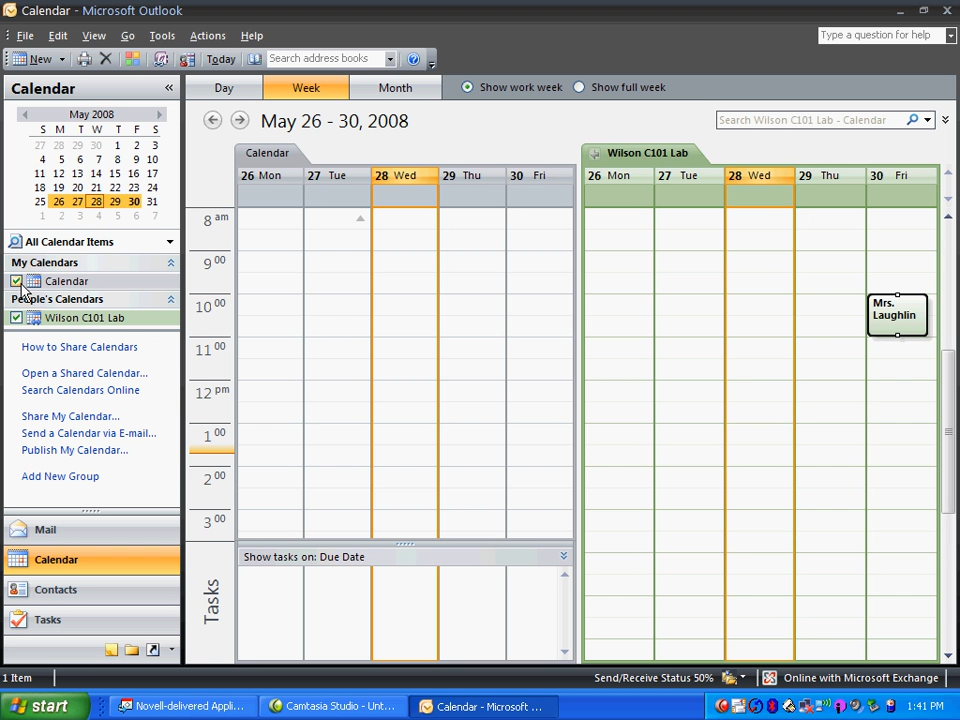 Calendar - Microsoft Outlook
File Edit View Go Tools Actions Help
Type a question for help
New Today Search address books
Calendar «
Day Week Month Show work week Show full week
May 2008
S M T W T F S
27 28 29 30 1 2 3
4 5 6 7 8 9 10
11 12 13 14 15 16 17
18 19 20 21 22 23 24
25 26 27 28 29 30 31
1 2 3 4 5 6 7
May 26 - 30, 2008
Search Wilson C101 Lab - Calendar
All Calendar Items
My Calendars
Calendar
People's Calendars
Wilson C101 Lab
How to Share Calendars
Open a Shared Calendar...
Search Calendars Online
Share My Calendar...
Send a Calendar via E-mail...
Publish My Calendar...
Add New Group
Mail
Calendar
Contacts
Tasks
Calendar
26 Mon 27 Tue 28 Wed 29 Thu 30 Fri
8 am
9 00
10 00
11 00
12 pm
1 00
2 00
3 00
Tasks
Show tasks on: Due Date
Wilson C101 Lab
26 Mon 27 Tue 28 Wed 29 Thu 30 Fri
Mrs.
Laughlin
1 Item
Send/Receive Status 50% Online with Microsoft Exchange
start Novell-delivered Appli... Camtasia Studio - Unt... Calendar - Microsoft ... 1:41 PM